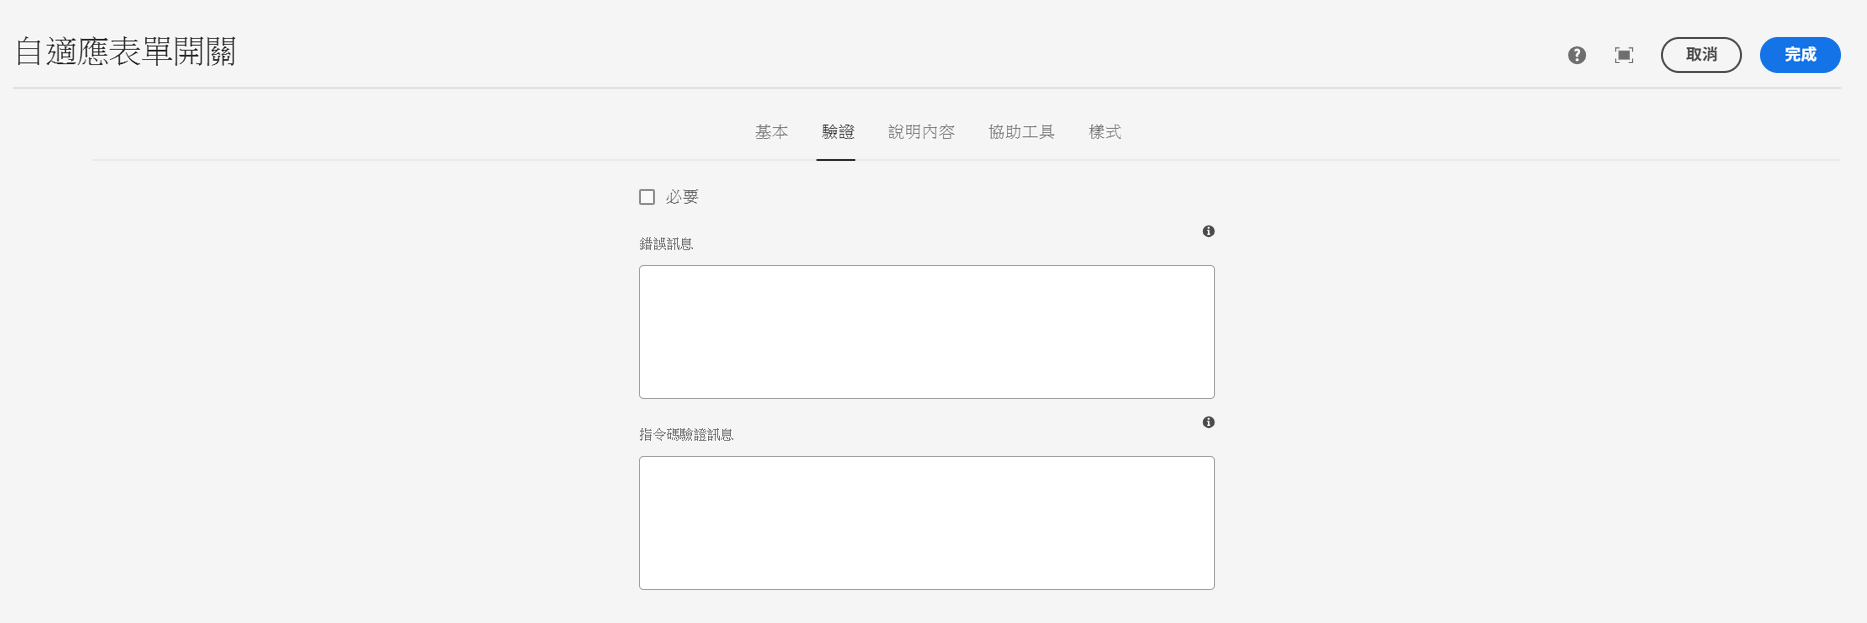 自適應表單開關
取消
完成
基本 驗證 說明內容 協助工具 樣式
必要
錯誤訊息
指令碼驗證訊息